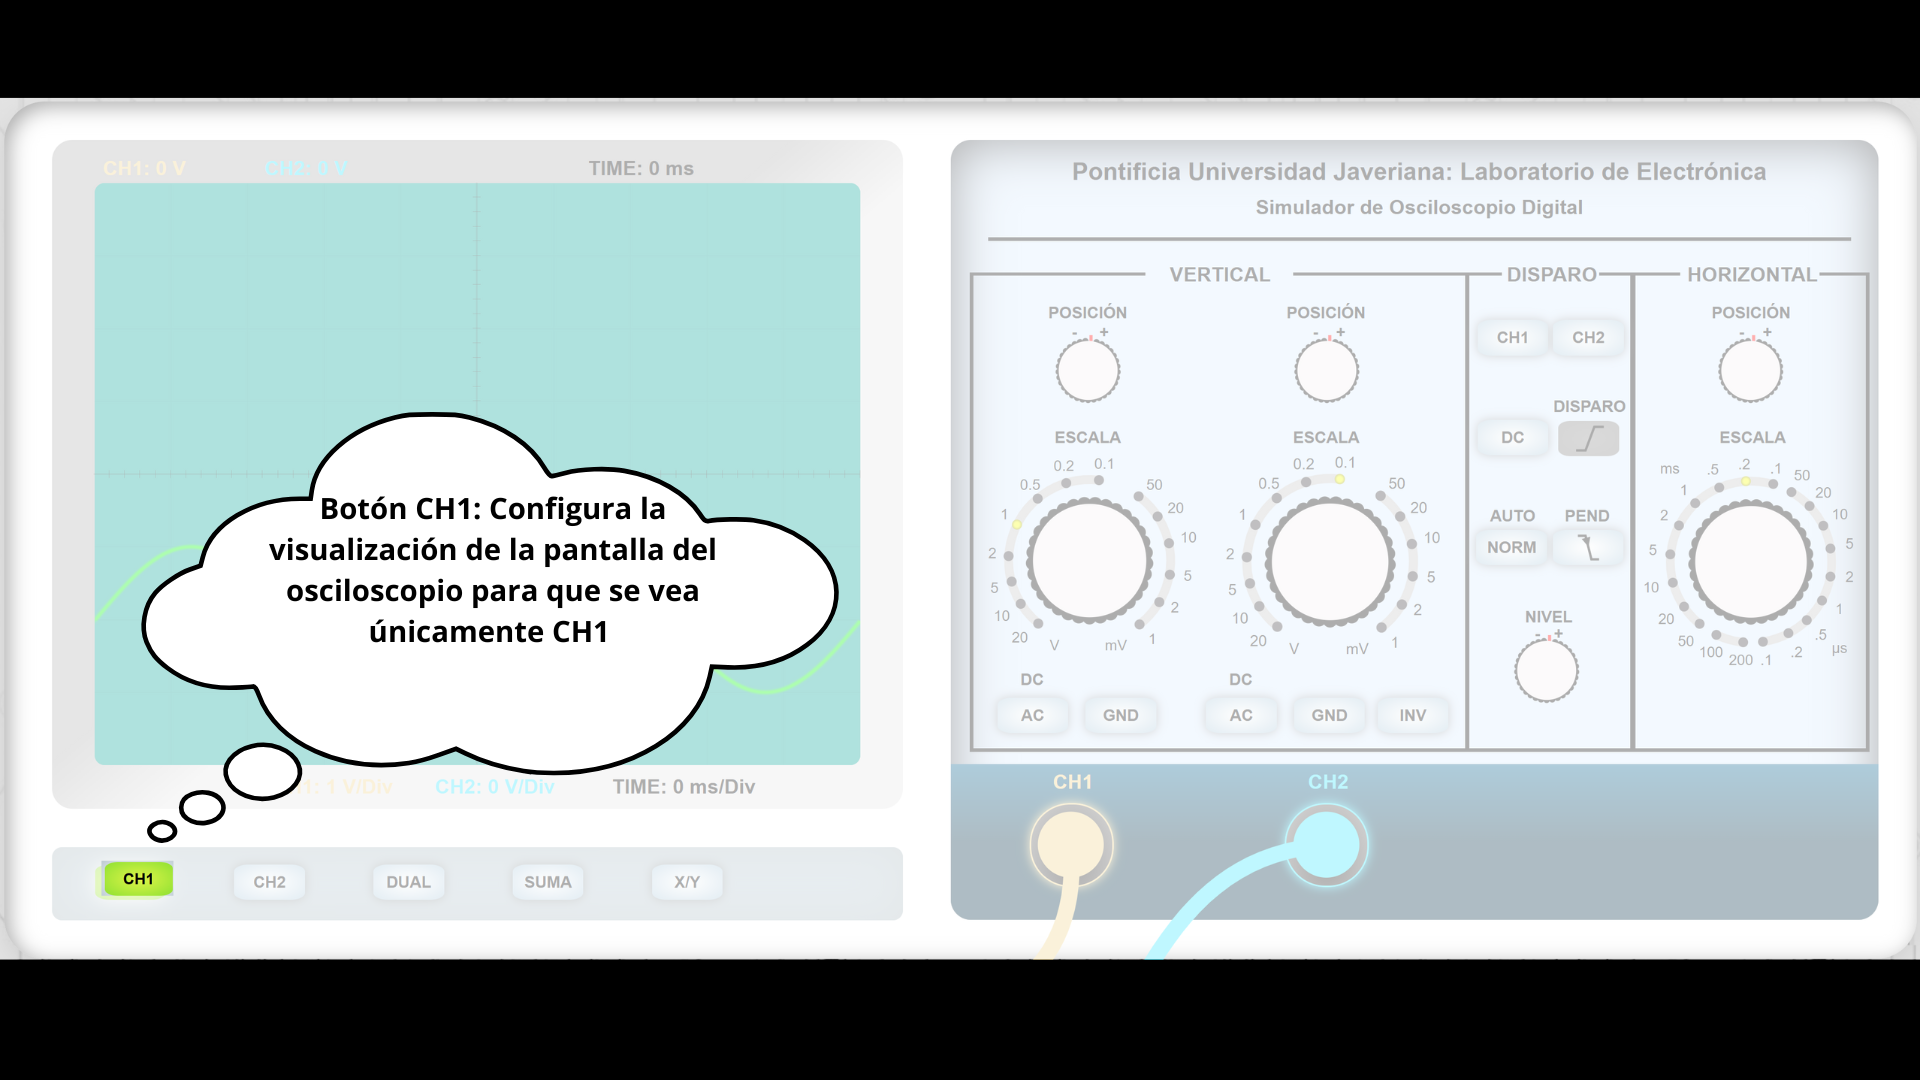 CH1: 0 V
CH2: 0 V
TIME: 0 ms
Botón CH1: Configura la
visualización de la pantalla del
osciloscopio para que se vea
únicamente CH1
1 V/Div
CH2: 0 V/Div
TIME: 0 ms/Div
CH1
CH2
DUAL
SUMA
X/Y
Pontificia Universidad Javeriana: Laboratorio de Electrónica
Simulador de Osciloscopio Digital
VERTICAL
POSICIÓN
- +
ESCALA
0.1
0.2
0.5
1
2
5
10
20
V
50
20
10
5
2
1
mV
DC
AC
GND
POSICIÓN
- +
ESCALA
0.1
0.2
0.5
1
2
5
10
20
V
50
20
10
5
2
1
mV
DC
AC
GND
INV
DISPARO
CH1
CH2
DISPARO
DC
AUTO
PEND
NORM
NIVEL
- +
HORIZONTAL
POSICIÓN
- +
ESCALA
ms
.1
.2
.5
1
2
5
10
20
50
100
200
50
20
10
5
2
1
.5
.2
.1
µs
CH1
CH2